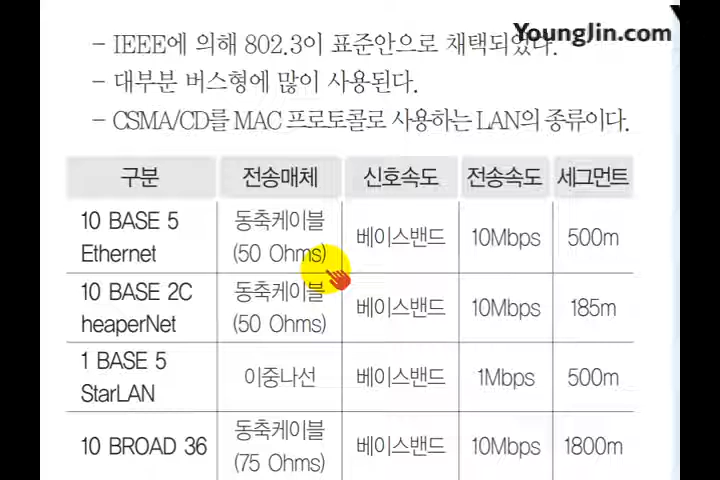 YoungJin.com
- IEEE에 의해 802.3이 표준안으로 채택되었다.
- 대부분 버스형에 많이 사용된다.
- CSMA/CD를 MAC 프로토콜로 사용하는 LAN의 종류이다.
구분 전송매체 신호속도 전송속도 세그먼트
10 BASE 5 Ethernet 동축케이블 (50 Ohms) 베이스밴드 10Mbps 500m
10 BASE 2C heaperNet 동축케이블 (50 Ohms) 베이스밴드 10Mbps 185m
1 BASE 5 StarLAN 이중나선 베이스밴드 1Mbps 500m
10 BROAD 36 동축케이블 (75 Ohms) 베이스밴드 10Mbps 1800m